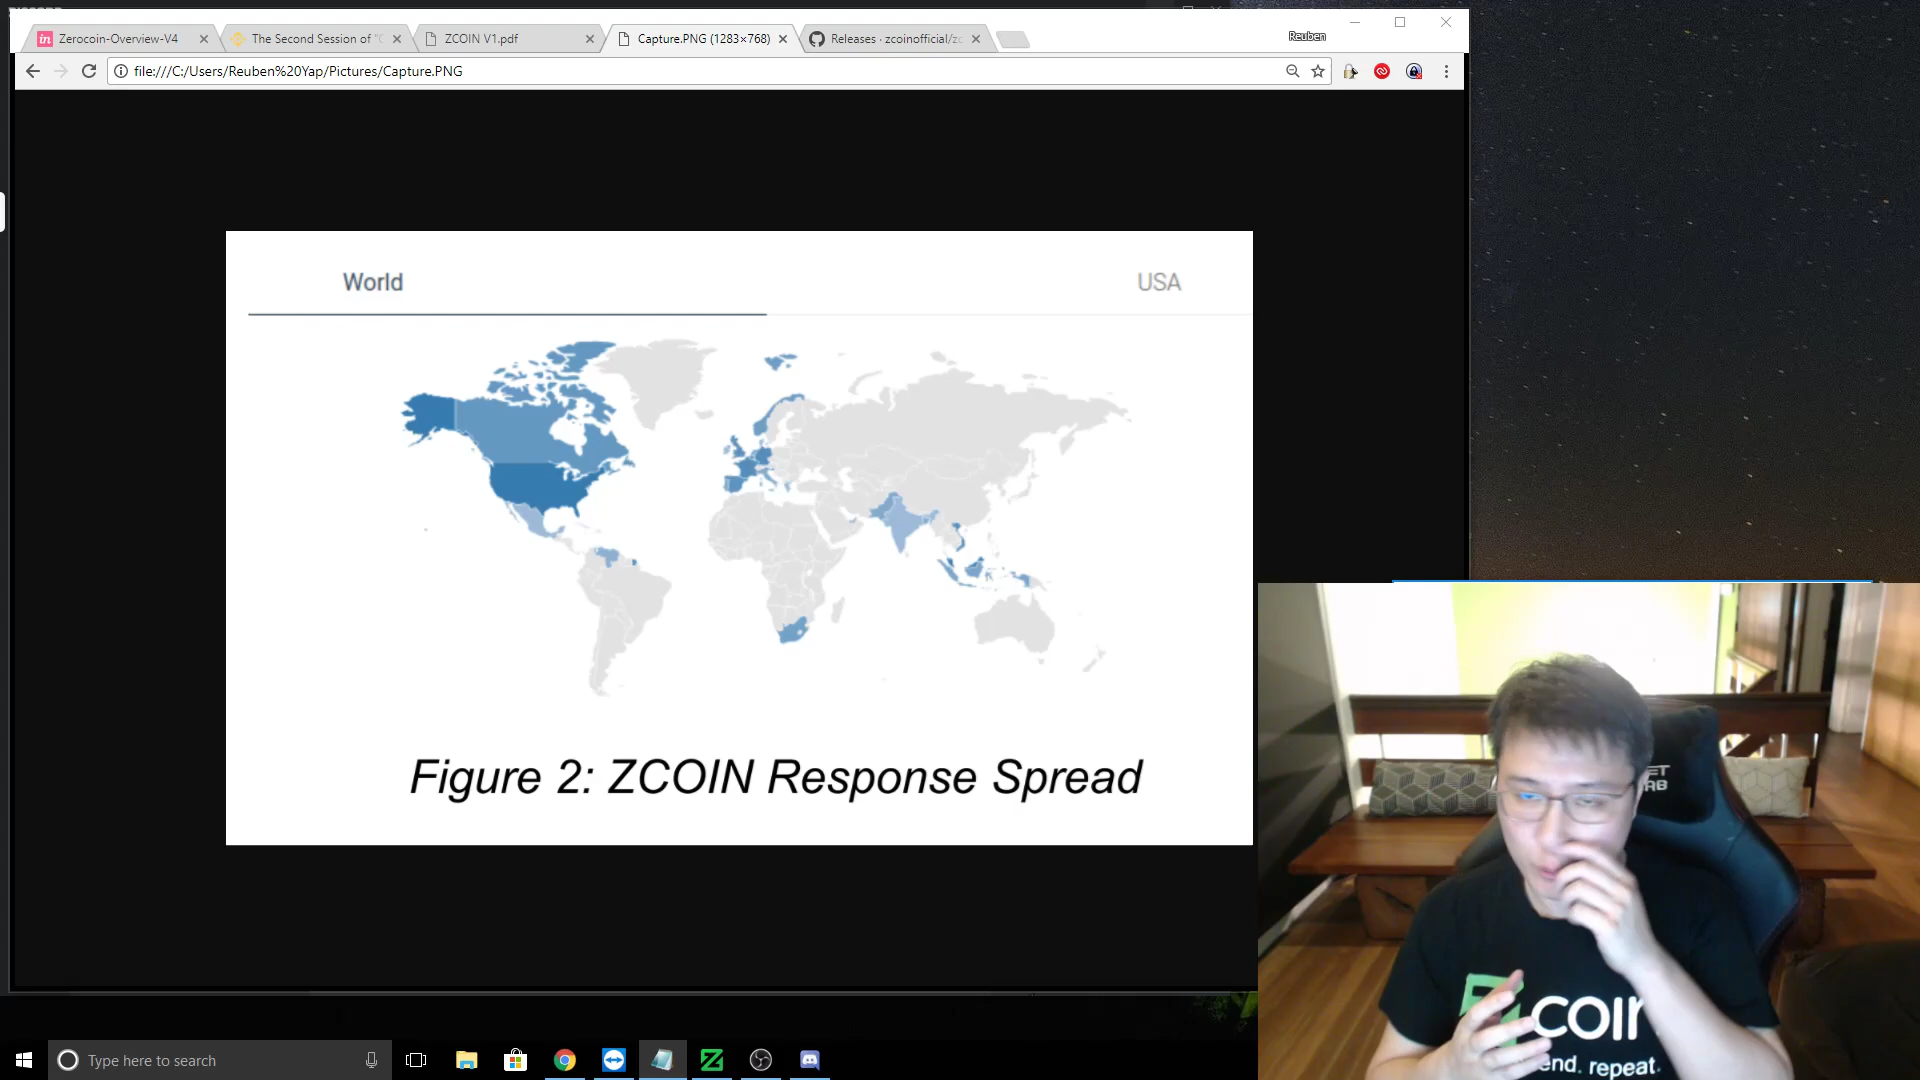 Zerocoin-Overview-V4
The Second Session of "C
ZCOIN V1.pdf
Capture.PNG (1283×768)
Releases · zcoinofficial/zc
Reuben
file:///C:/Users/Reuben%20Yap/Pictures/Capture.PNG
World
USA
Figure 2: ZCOIN Response Spread
coin
end. repeat.
Type here to search